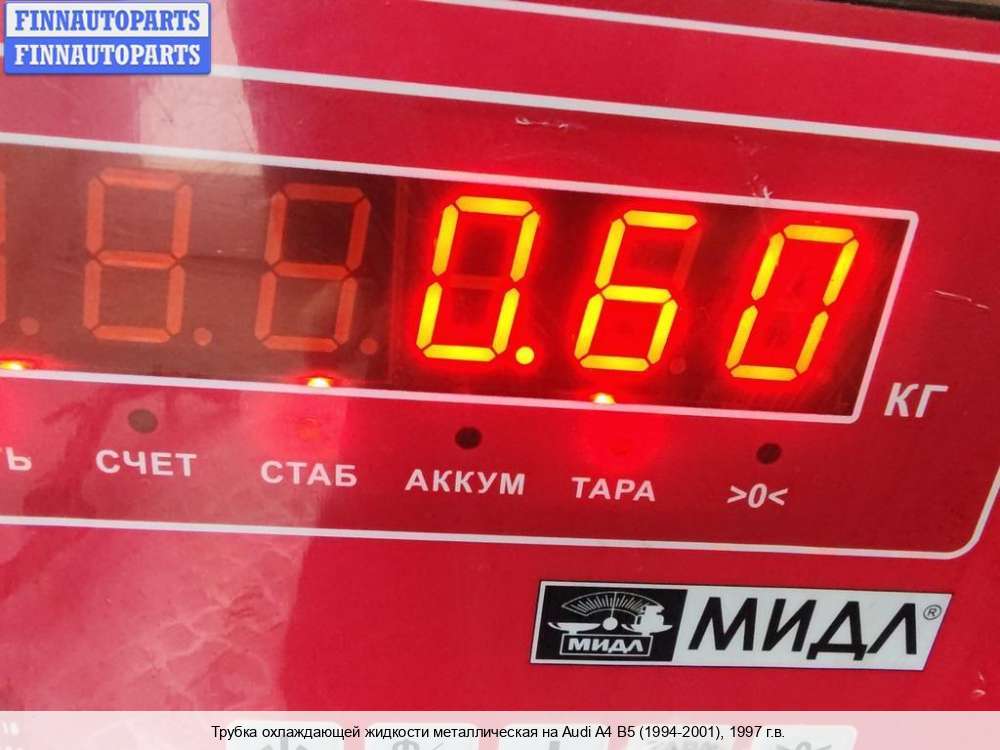 FINNAUTOPARTS
FINNAUTOPARTS
0.60
КГ
ТЬ СЧЕТ СТАБ АККУМ ТАРА >0<
МИДЛ МИДЛ®
Трубка охлаждающей жидкости металлическая на Audi A4 B5 (1994-2001), 1997 г.в.